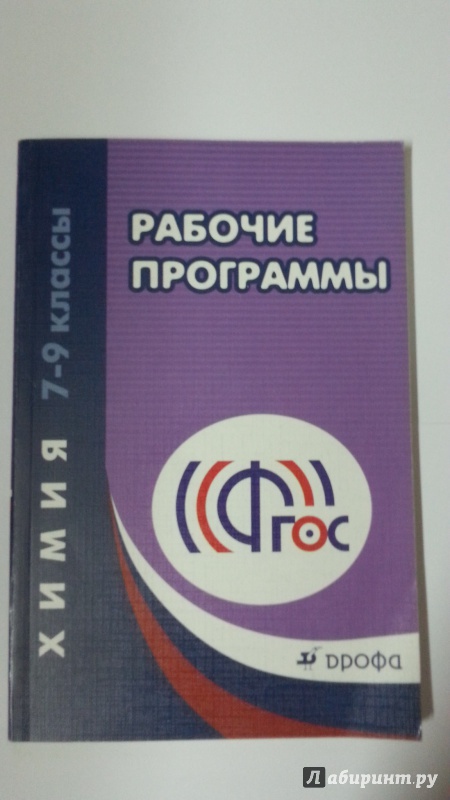 РАБОЧИЕ
ПРОГРАММЫ
ХИМИЯ 7-9 классы
ФГОС
дрофа
Лабиринт.ру